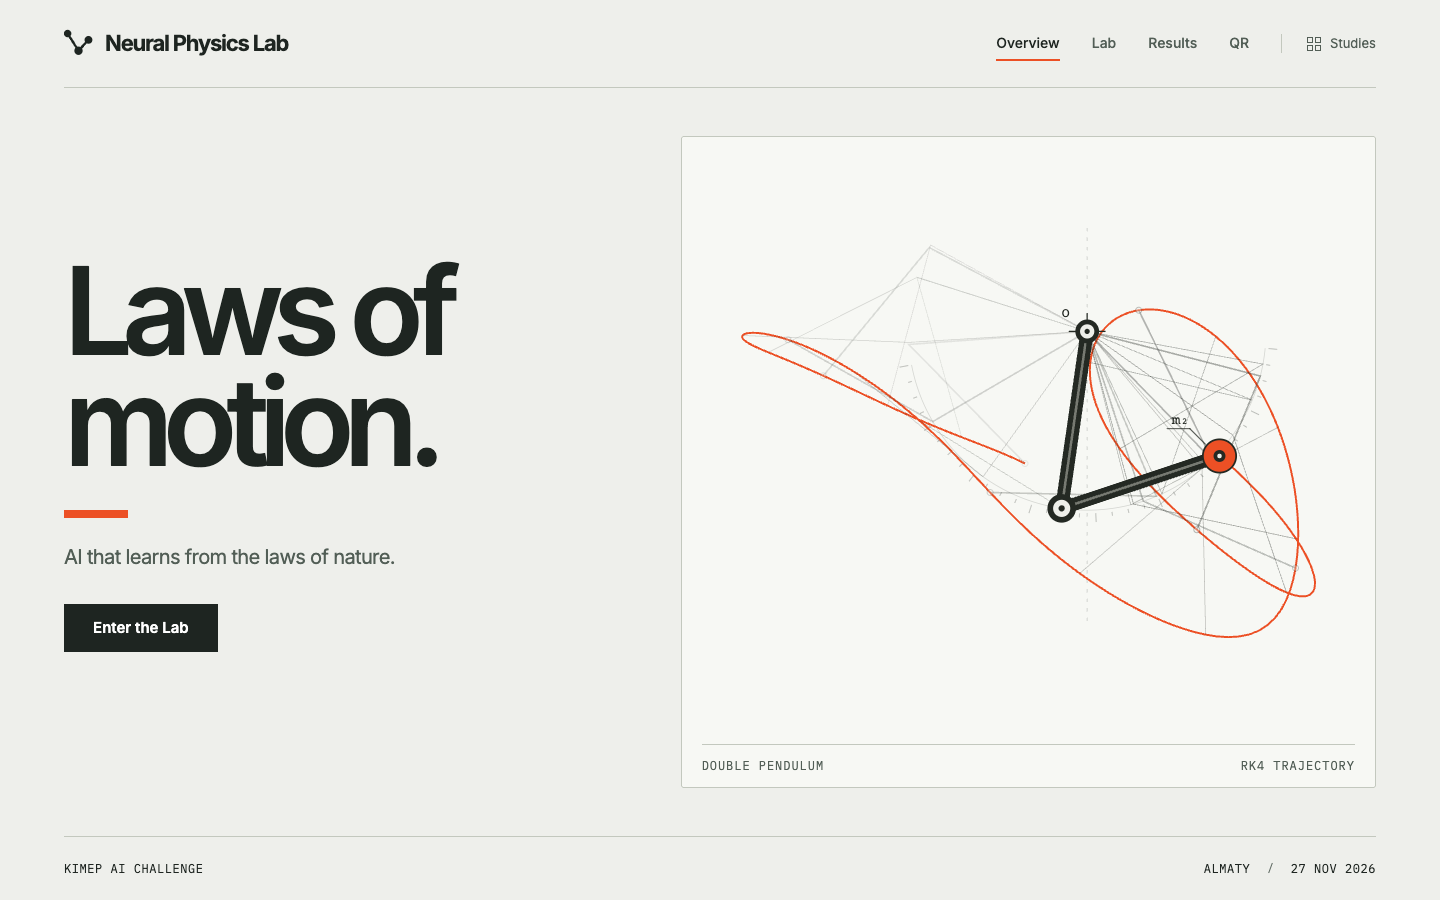 Neural Physics Lab
Overview Lab Results QR Studies
Laws of
motion.
AI that learns from the laws of nature.
Enter the Lab
O
m₂
DOUBLE PENDULUM RK4 TRAJECTORY
KIMEP AI CHALLENGE ALMATY / 27 NOV 2026